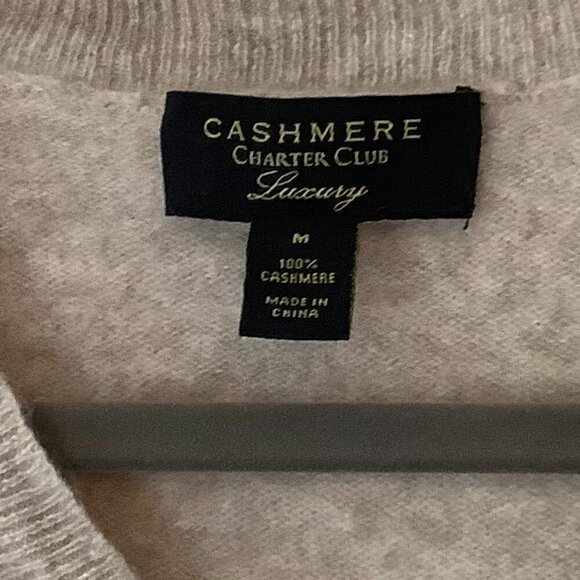 CASHMERE
CHARTER CLUB
Luxury
M
100%
CASHMERE
MADE IN
CHINA